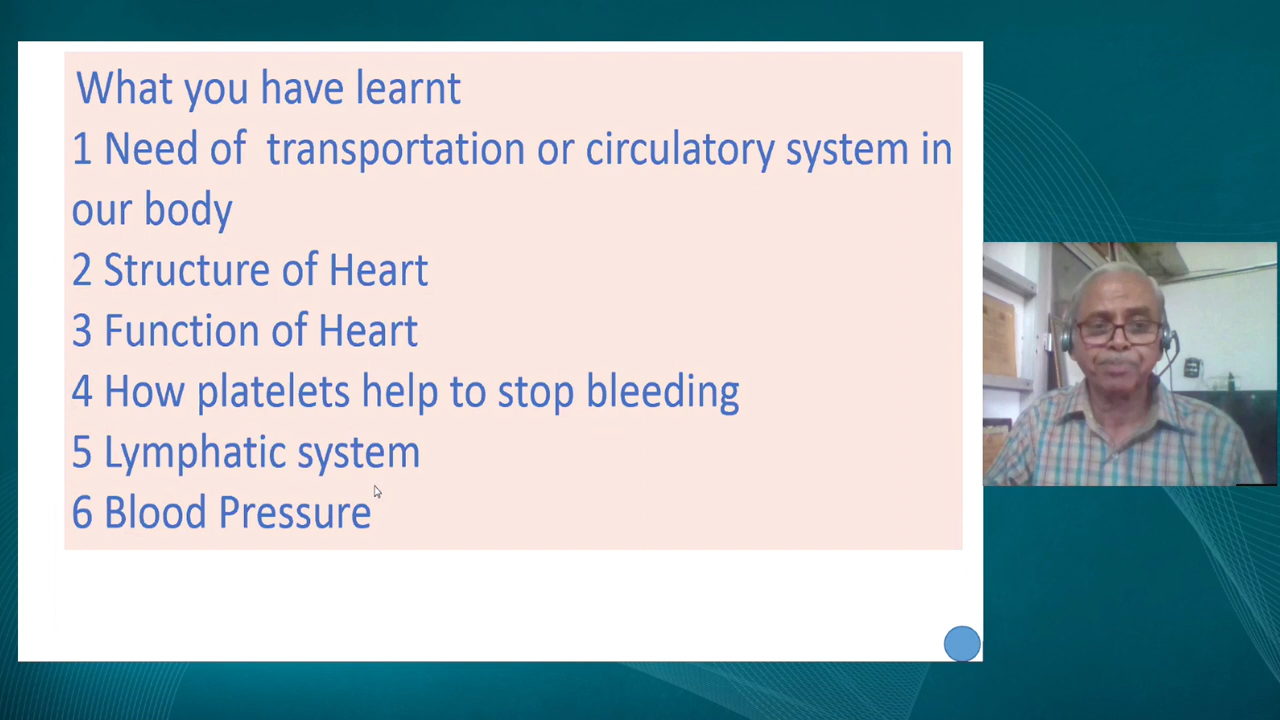 What you have learnt
1 Need of transportation or circulatory system in
our body
2 Structure of Heart
3 Function of Heart
4 How platelets help to stop bleeding
5 Lymphatic system
6 Blood Pressure